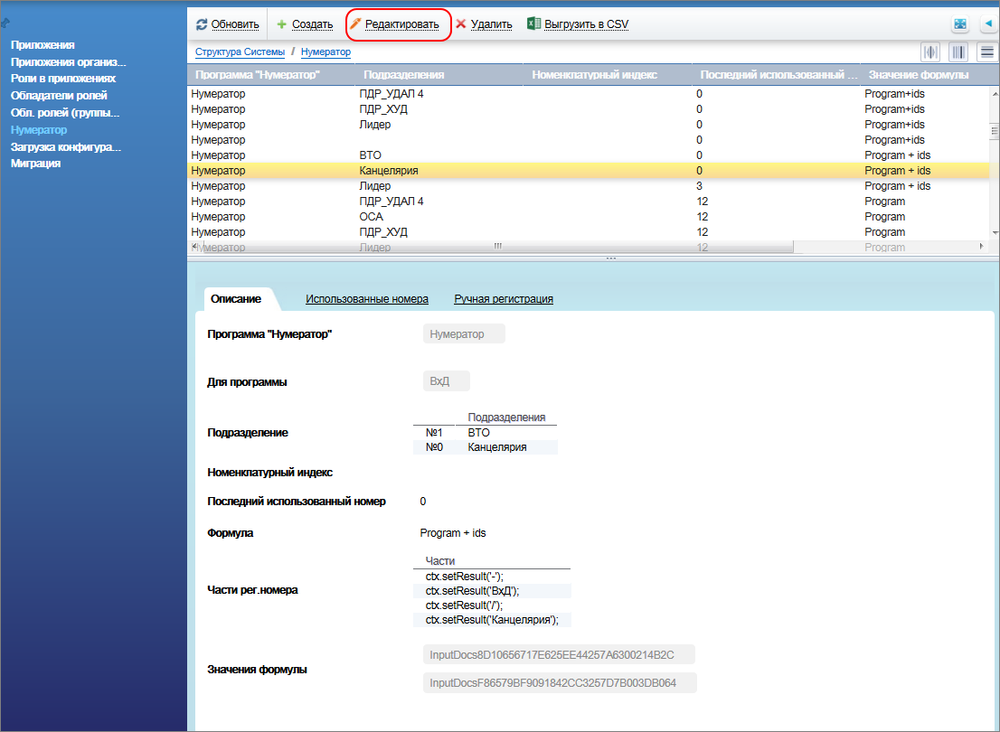 Обновить Создать Редактировать Удалить Выгрузить в CSV
Приложения
Приложения организ...
Роли в приложениях
Обладатели ролей
Обл. ролей (группы...
Нумератор
Загрузка конфигура...
Миграция
Структура Системы / Нумератор
Программа "Нумератор" Подразделения Номенклатурный индекс Последний использованный ... Значение формулы
Нумератор ПДР_УДАЛ 4 0 Program+ids
Нумератор ПДР_ХУД 0 Program+ids
Нумератор Лидер 0 Program+ids
Нумератор 0 Program+ids
Нумератор ВТО 0 Program + ids
Нумератор Канцелярия 0 Program + ids
Нумератор Лидер 3 Program + ids
Нумератор ПДР_УДАЛ 4 12 Program
Нумератор ОСА 12 Program
Нумератор ПДР_ХУД 12 Program
Нумератор Лидер 12 Program
Описание Использованные номера Ручная регистрация
Программа "Нумератор" Нумератор
Для программы ВхД
Подразделения
Подразделение №1 ВТО
№0 Канцелярия
Номенклатурный индекс
Последний использованный номер 0
Формула Program + ids
Части
ctx.setResult('-');
Части рег.номера ctx.setResult('ВхД');
ctx.setResult('/');
ctx.setResult('Канцелярия');
Значения формулы
InputDocs8D10656717E625EE44257A6300214B2C
InputDocsF86579BF9091842CC3257D7B003DB064